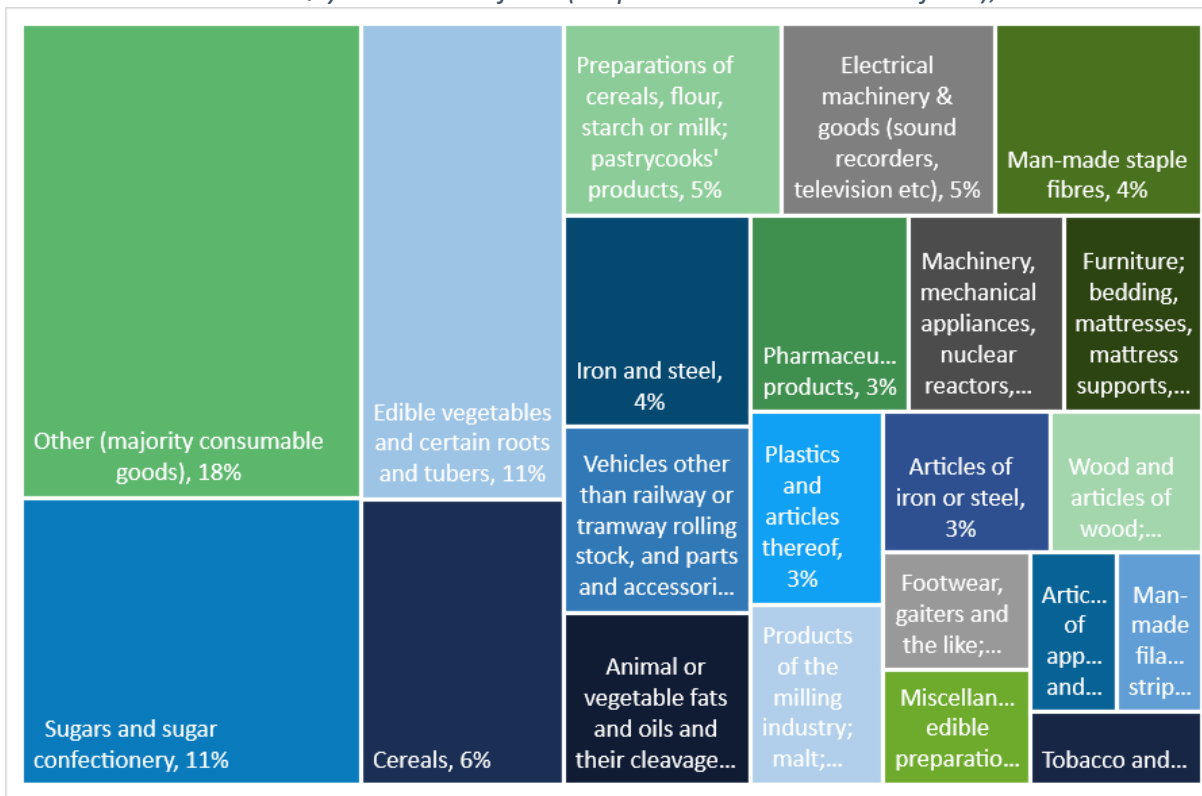 Other (majority consumable
goods), 18%
Sugars and sugar
confectionery, 11%
Edible vegetables
and certain roots
and tubers, 11%
Cereals, 6%
Preparations of
cereals, flour,
starch or milk;
pastrycooks'
products, 5%
Electrical
machinery &
goods (sound
recorders,
television etc), 5%
Man-made staple
fibres, 4%
Iron and steel,
4%
Vehicles other
than railway or
tramway rolling
stock, and parts
and accessori...
Animal or
vegetable fats
and oils and
their cleavage...
Pharmaceu...
products, 3%
Machinery,
mechanical
appliances,
nuclear
reactors,...
Furniture;
bedding,
mattresses,
mattress
supports,...
Plastics
and
articles
thereof,
3%
Products
of the
milling
industry;
malt;...
Articles of
iron or steel,
3%
Wood and
articles of
wood;...
Footwear,
gaiters and
the like;...
Miscellan...
edible
preparatio...
Artic...
of
app...
and...
Man-
made
fila...
strip...
Tobacco and...